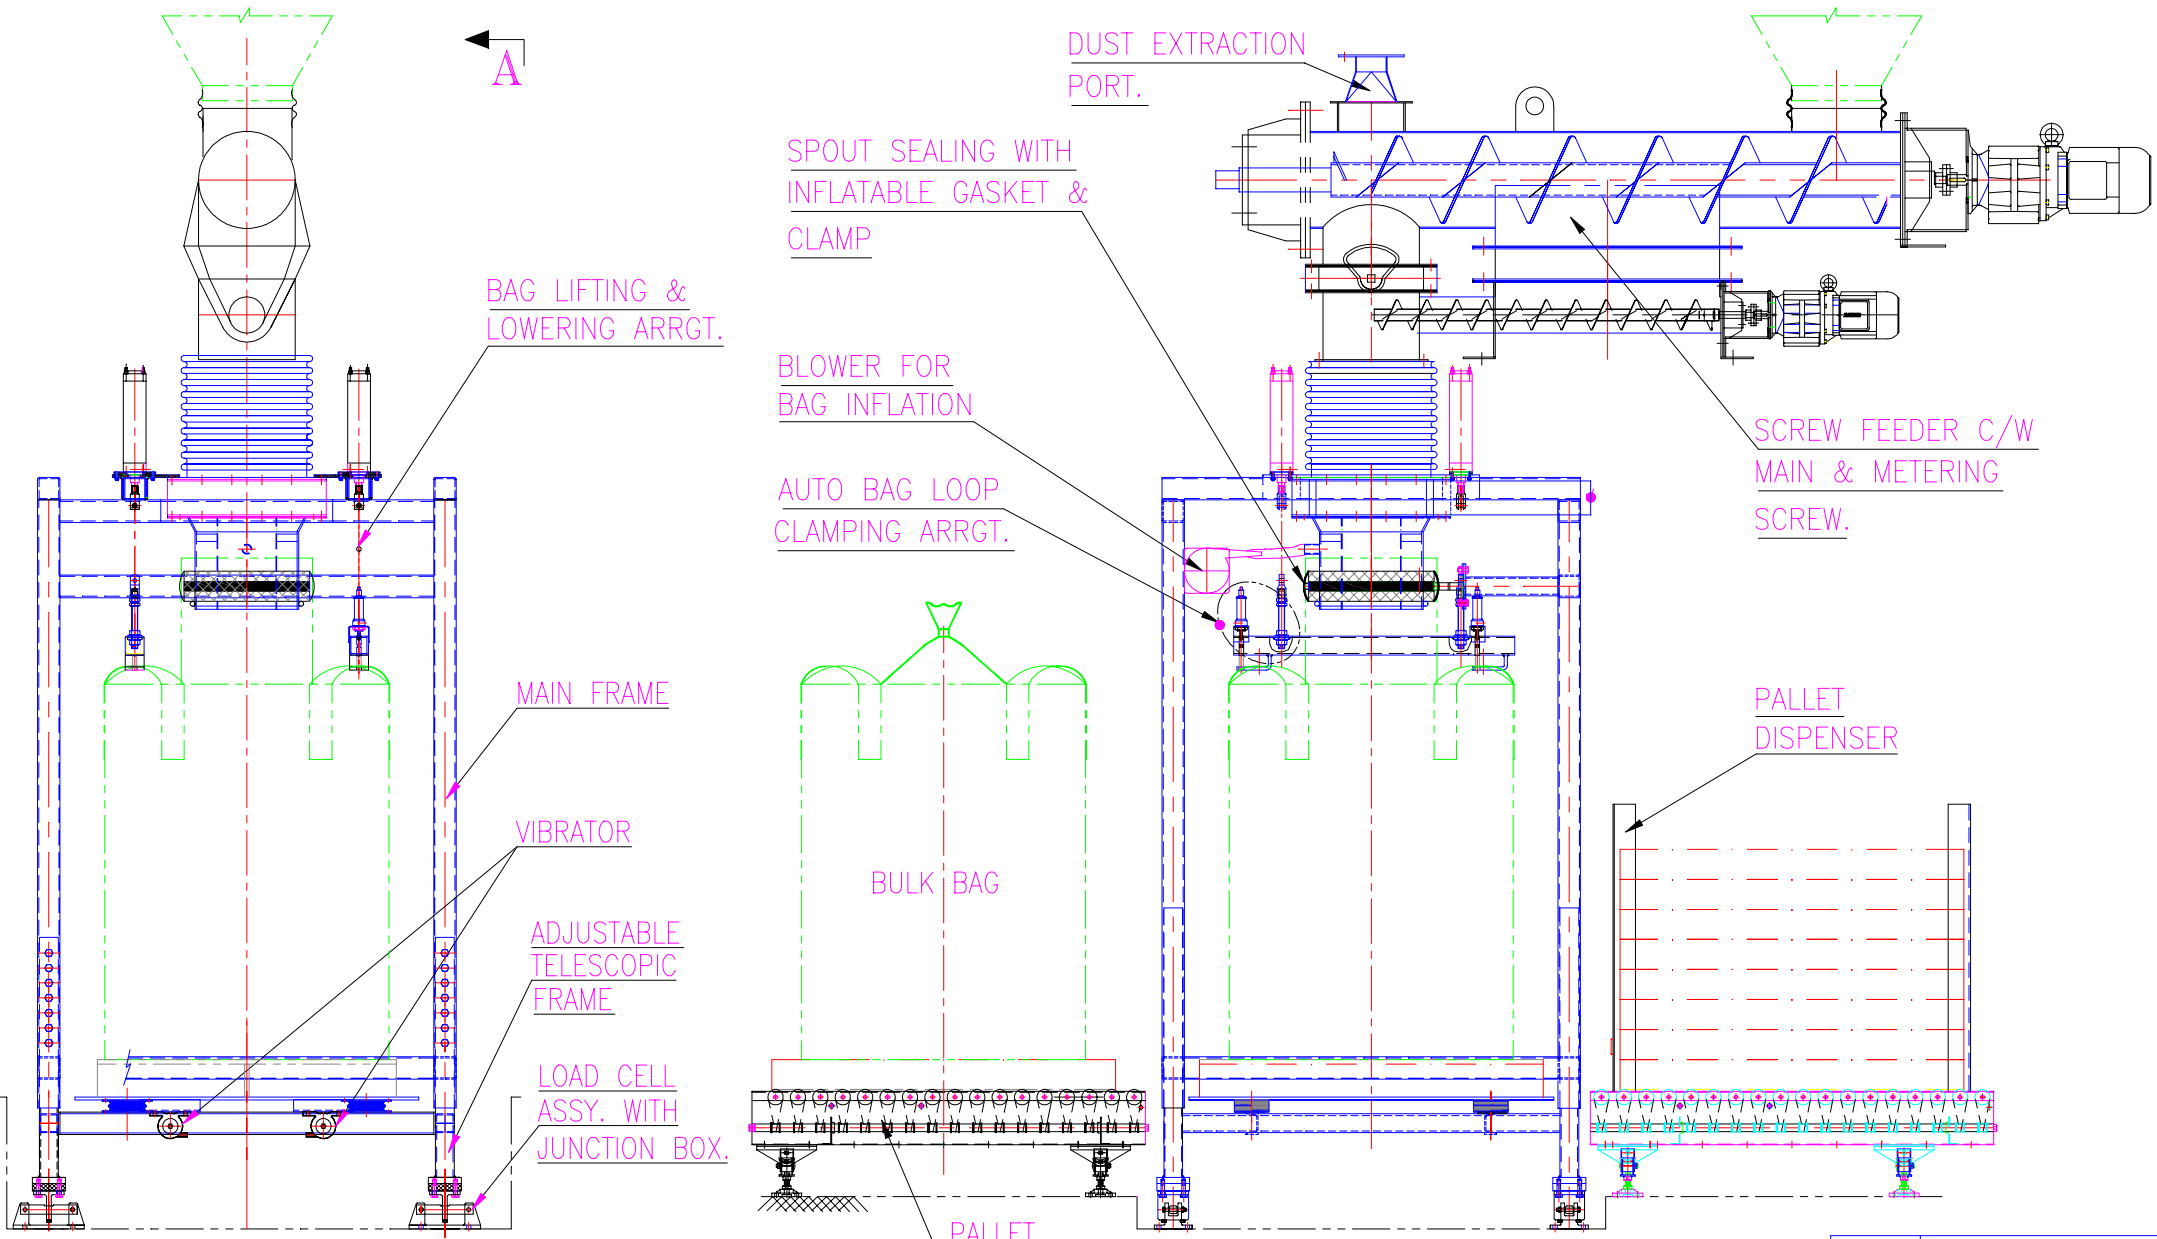 A
DUST EXTRACTION
PORT.
SPOUT SEALING WITH
INFLATABLE GASKET &
CLAMP
BAG LIFTING &
LOWERING ARRGT.
BLOWER FOR
BAG INFLATION
AUTO BAG LOOP
CLAMPING ARRGT.
SCREW FEEDER C/W
MAIN & METERING
SCREW.
MAIN FRAME
PALLET
DISPENSER
VIBRATOR
BULK BAG
ADJUSTABLE
TELESCOPIC
FRAME
LOAD CELL
ASSY. WITH
JUNCTION BOX.
PALLET